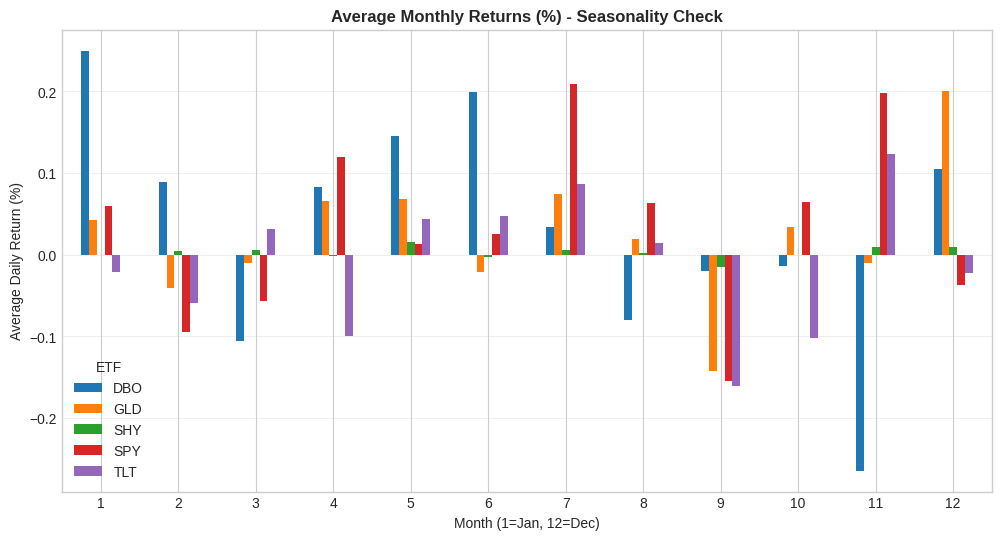 Average Monthly Returns (%) - Seasonality Check
Average Daily Return (%)
0.2
0.1
0.0
−0.1
−0.2
ETF
DBO
GLD
SHY
SPY
TLT
1 2 3 4 5 6 7 8 9 10 11 12
Month (1=Jan, 12=Dec)